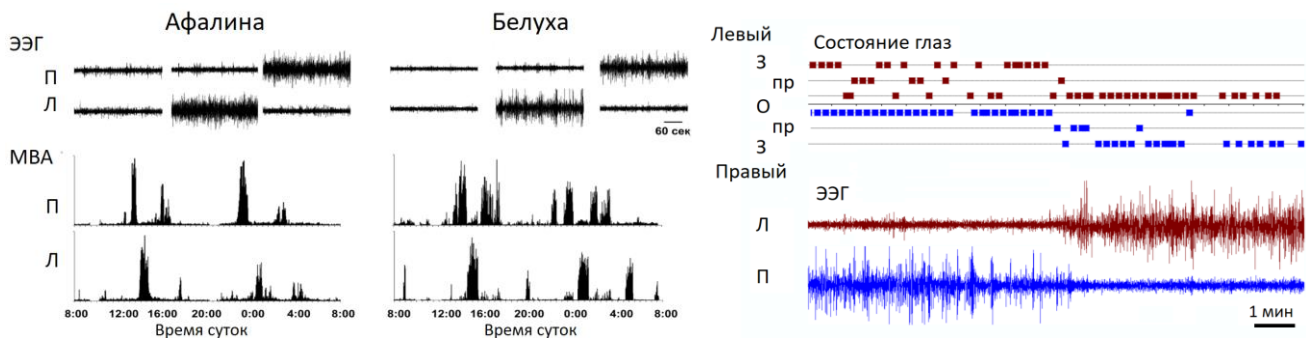 Афалина
Белуха
ЭЭГ
П
Л
60 сек
МВА
П
Л
8:00 12:00 16:00 20:00 0:00 4:00 8:00
Время суток
8:00 12:00 16:00 20:00 0:00 4:00 8:00
Время суток
Левый
Состояние глаз
З
пр
О
пр
З
Правый
ЭЭГ
Л
П
1 мин